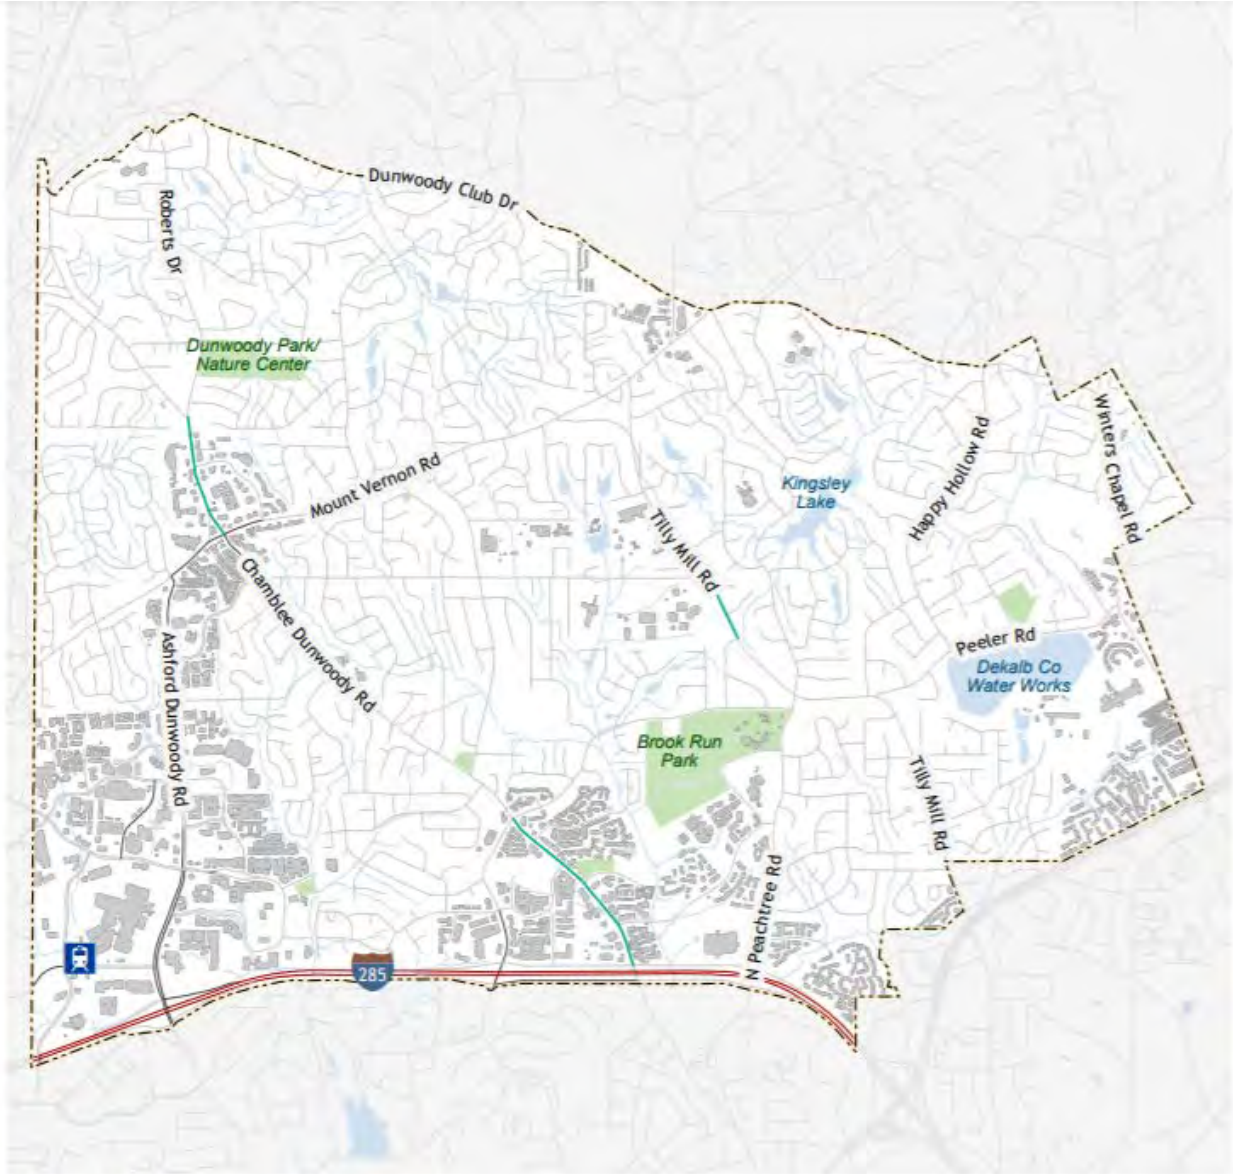 Dunwoody Club Dr
Roberts Dr
Dunwoody Park/
Nature Center
Winters Chapel Rd
Happy Hollow Rd
Mount Vernon Rd
Kingsley
Lake
Tilly Mill Rd
Chamblee Dunwoody Rd
Ashford Dunwoody Rd
Peeler Rd
Dekalb Co
Water Works
Brook Run
Park
Tilly Mill Rd
N Peachtree Rd
285